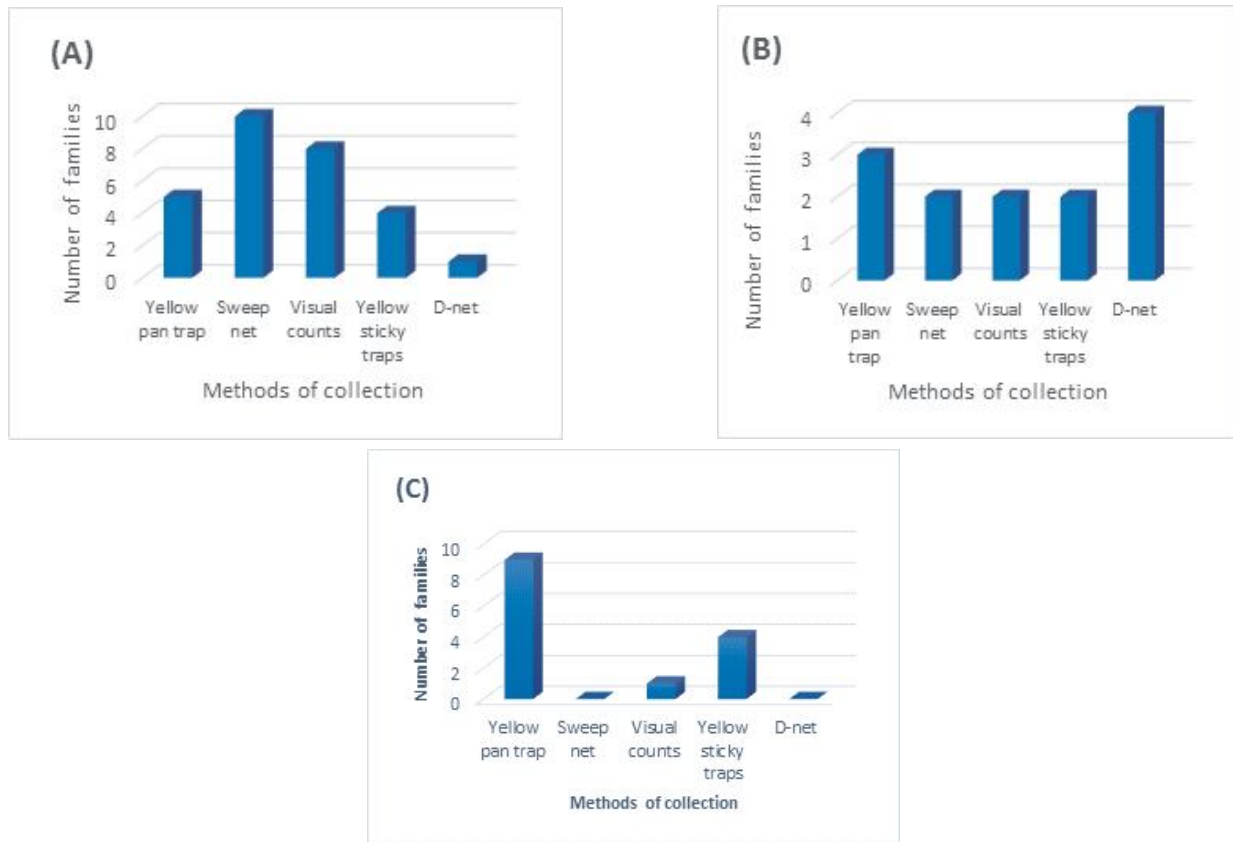 (A)
Number of families
10
8
6
4
2
0
Yellow pan trap
Sweep net
Visual counts
Yellow sticky traps
D-net
Methods of collection
(B)
Number of families
4
3
2
1
0
Yellow pan trap
Sweep net
Visual counts
Yellow sticky traps
D-net
Methods of collection
(C)
Number of families
10
8
6
4
2
0
Yellow pan trap
Sweep net
Visual counts
Yellow sticky traps
D-net
Methods of collection